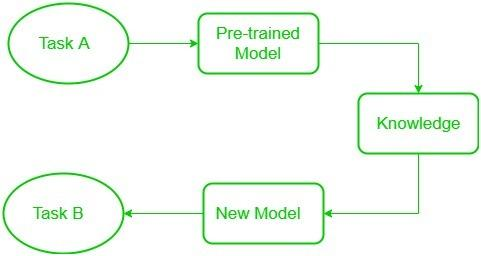 Task A
Pre-trained
Model
Knowledge
New Model
Task B